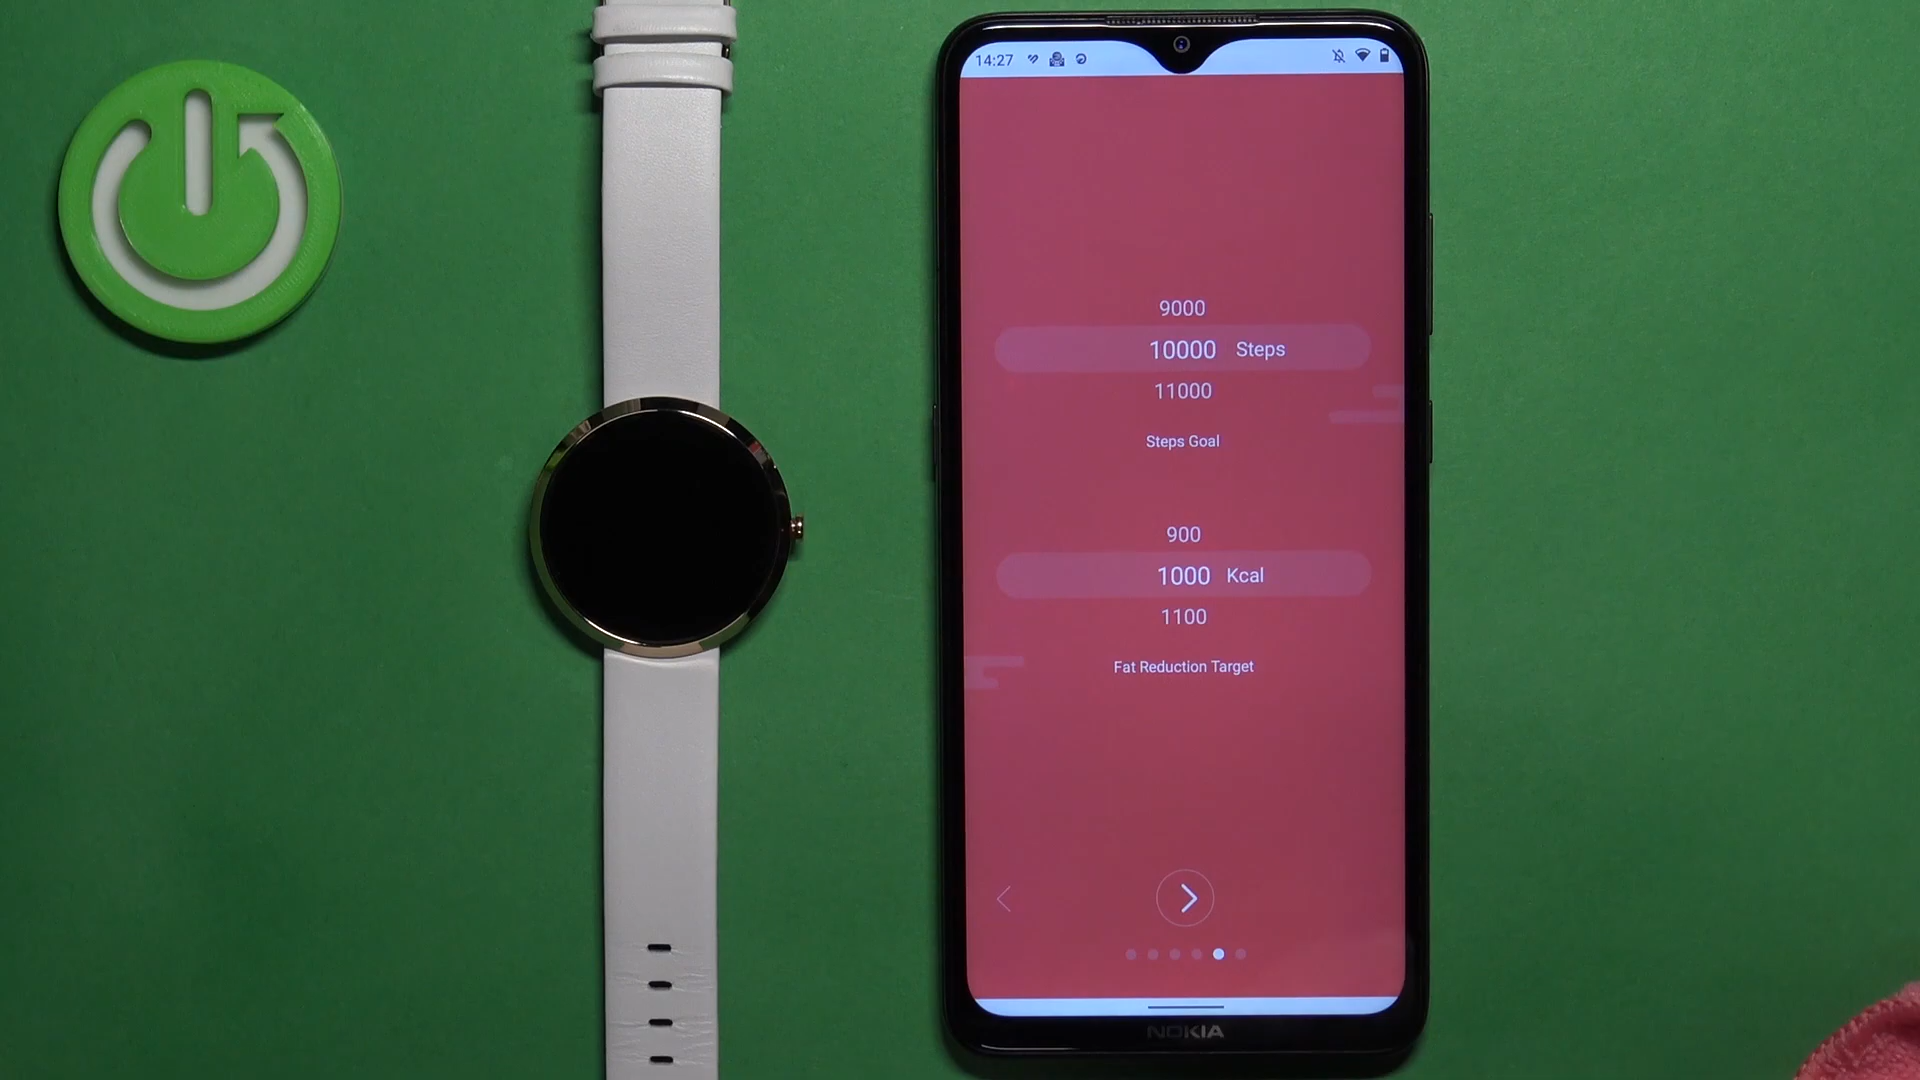 14:27
9000
10000 Steps
11000
Steps Goal
900
1000 Kcal
1100
Fat Reduction Target
NOKIA